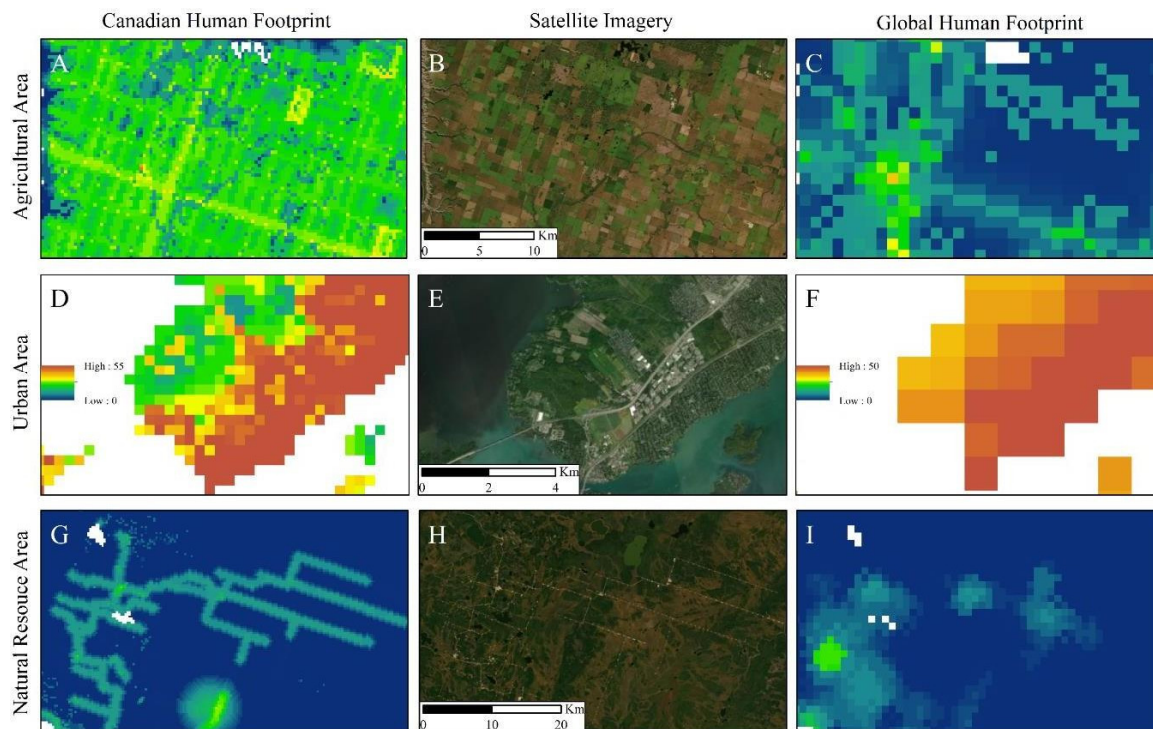 Canadian Human Footprint
Satellite Imagery
Global Human Footprint
Agricultural Area
A
B
C
Km
0 5 10
Urban Area
D
High : 55
Low : 0
E
Km
0 2 4
F
High : 50
Low : 0
Natural Resouce Area
G
H
Km
0 10 20
I